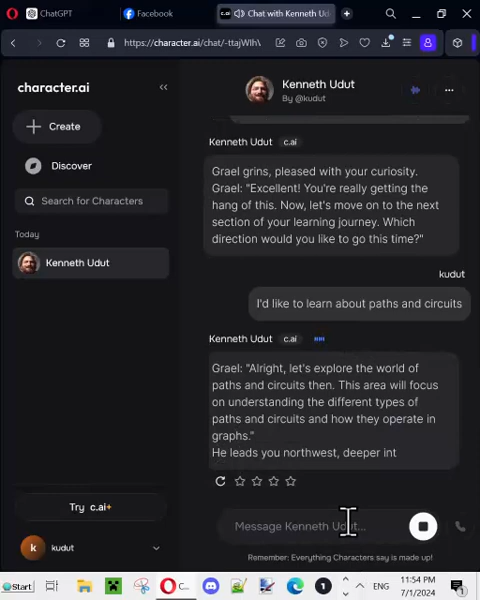 ChatGPT
Facebook
c.ai Chat with Kenneth Ud
https://character.ai/chat/-ttajWIh\
character.ai
Kenneth Udut
By @kudut
Create
Discover
Search for Characters
Today
Kenneth Udut
Kenneth Udut c.ai
Grael grins, pleased with your curiosity.
Grael: "Excellent! You're really getting the
hang of this. Now, let's move on to the next
section of your learning journey. Which
direction would you like to go this time?"
kudut
I'd like to learn about paths and circuits
Kenneth Udut c.ai
Grael: "Alright, let's explore the world of
paths and circuits then. This area will focus
on understanding the different types of
paths and circuits and how they operate in
graphs."
He leads you northwest, deeper int
Try c.ai+
k kudut
Message Kenneth Udut...
Remember: Everything Characters say is made up!
Start
C...
1
ENG
11:54 PM
7/1/2024
1